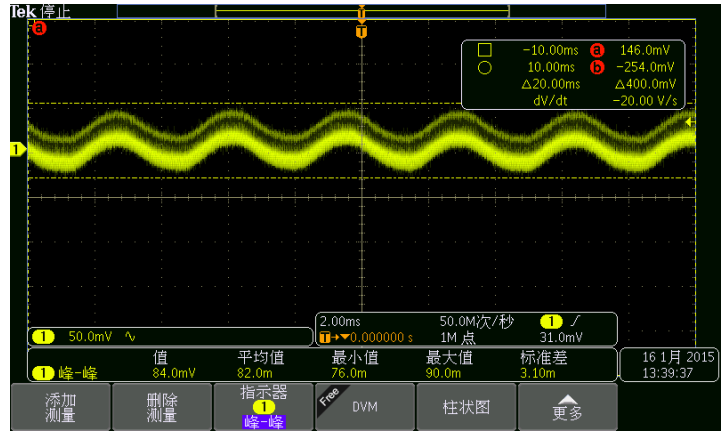 Tek 停止
T
a
T
-10.00ms a 146.0mV
10.00ms b -254.0mV
Δ20.00ms Δ400.0mV
dV/dt -20.00 V/s
1
1 50.0mV
2.00ms 50.0M次/秒 1
T→▼0.000000 s 1M 点 31.0mV
值 平均值 最小值 最大值 标准差
1 峰-峰 84.0mV 82.0m 76.0m 90.0m 3.10m
16 1月 2015
13:39:37
添加
测量
删除
测量
指示器
1
峰-峰
Free
DVM
柱状图
更多